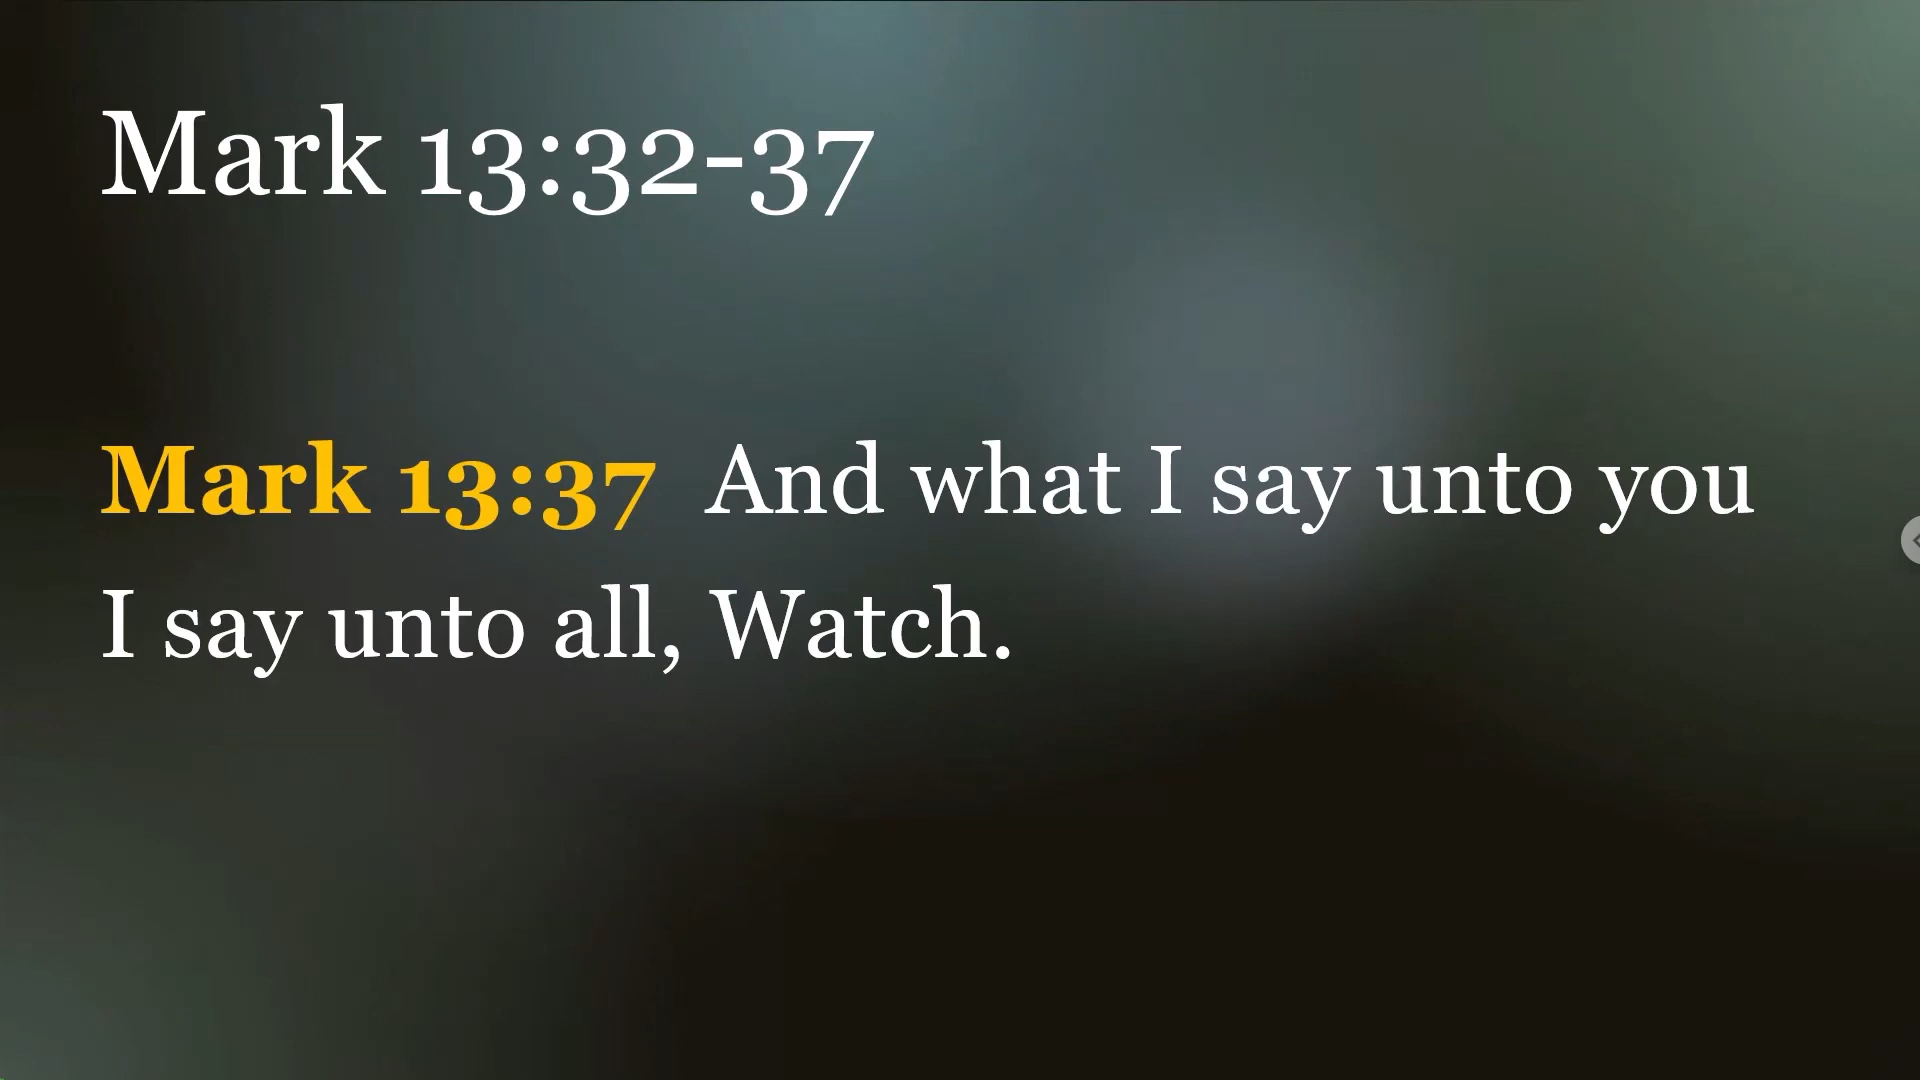 Mark 13:32-37
Mark 13:37 And what I say unto you
I say unto all, Watch.